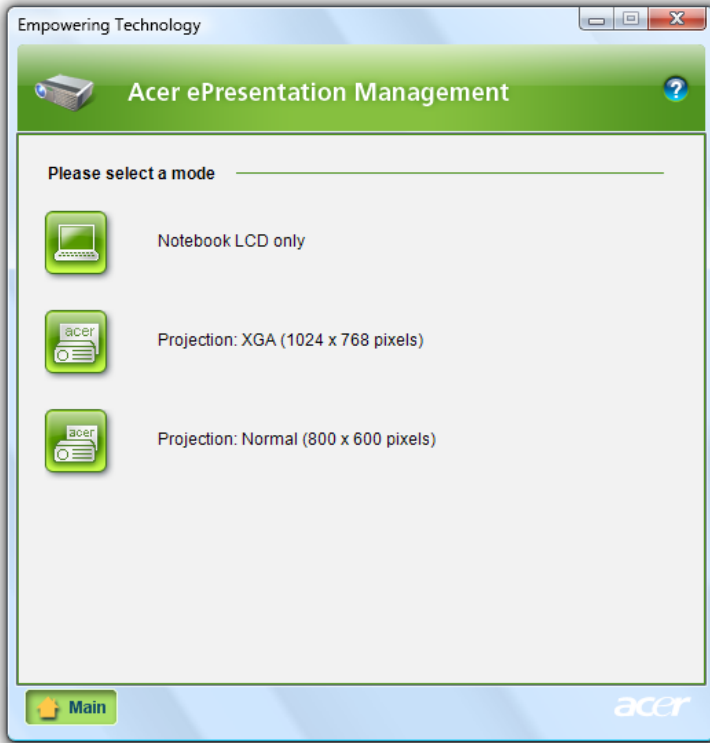 Empowering Technology
Acer ePresentation Management
?
Please select a mode
Notebook LCD only
acer
Projection: XGA (1024 x 768 pixels)
acer
Projection: Normal (800 x 600 pixels)
Main
acer